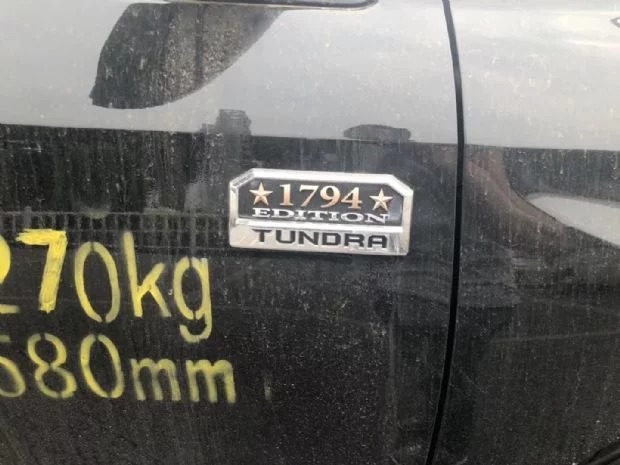 ★ 1794 ★
EDITION
TUNDRA
270kg
580mm